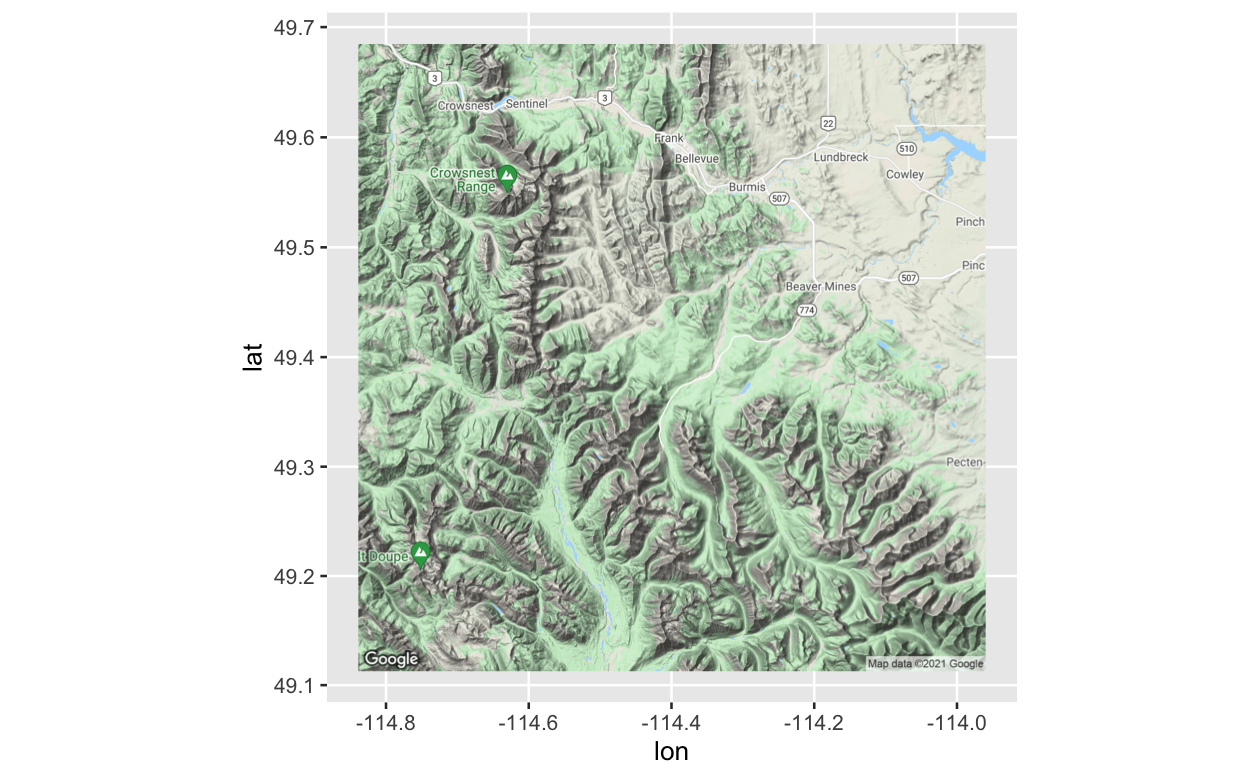 49.7
3
Crowsnest
Sentinel
3
22
49.6
Frank
510
Bellevue
Lundbreck
Crowsnest
Range
Cowley
Burmis
507
Pinch
49.5
Pinc
507
Beaver Mines
774
49.4
lat
49.3
Pecten
lt Doupe
49.2
Google
Map data ©2021 Google
49.1
-114.8
-114.6
-114.4
-114.2
-114.0
lon